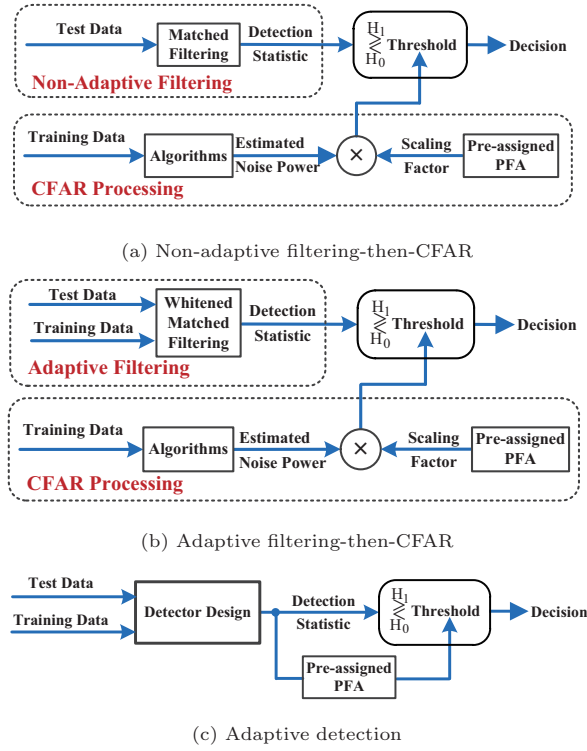 Test Data
Matched
Filtering
Detection
Statistic
H1
≷
H0
Threshold
Decision
Non-Adaptive Filtering
Training Data
Algorithms
Estimated
Noise Power
×
Scaling
Factor
Pre-assigned
PFA
CFAR Processing
(a) Non-adaptive filtering-then-CFAR
Test Data
Training Data
Whitened
Matched
Filtering
Detection
Statistic
H1
≷
H0
Threshold
Decision
Adaptive Filtering
Training Data
Algorithms
Estimated
Noise Power
×
Scaling
Factor
Pre-assigned
PFA
CFAR Processing
(b) Adaptive filtering-then-CFAR
Test Data
Training Data
Detector Design
Detection
Statistic
H1
≷
H0
Threshold
Decision
Pre-assigned
PFA
(c) Adaptive detection